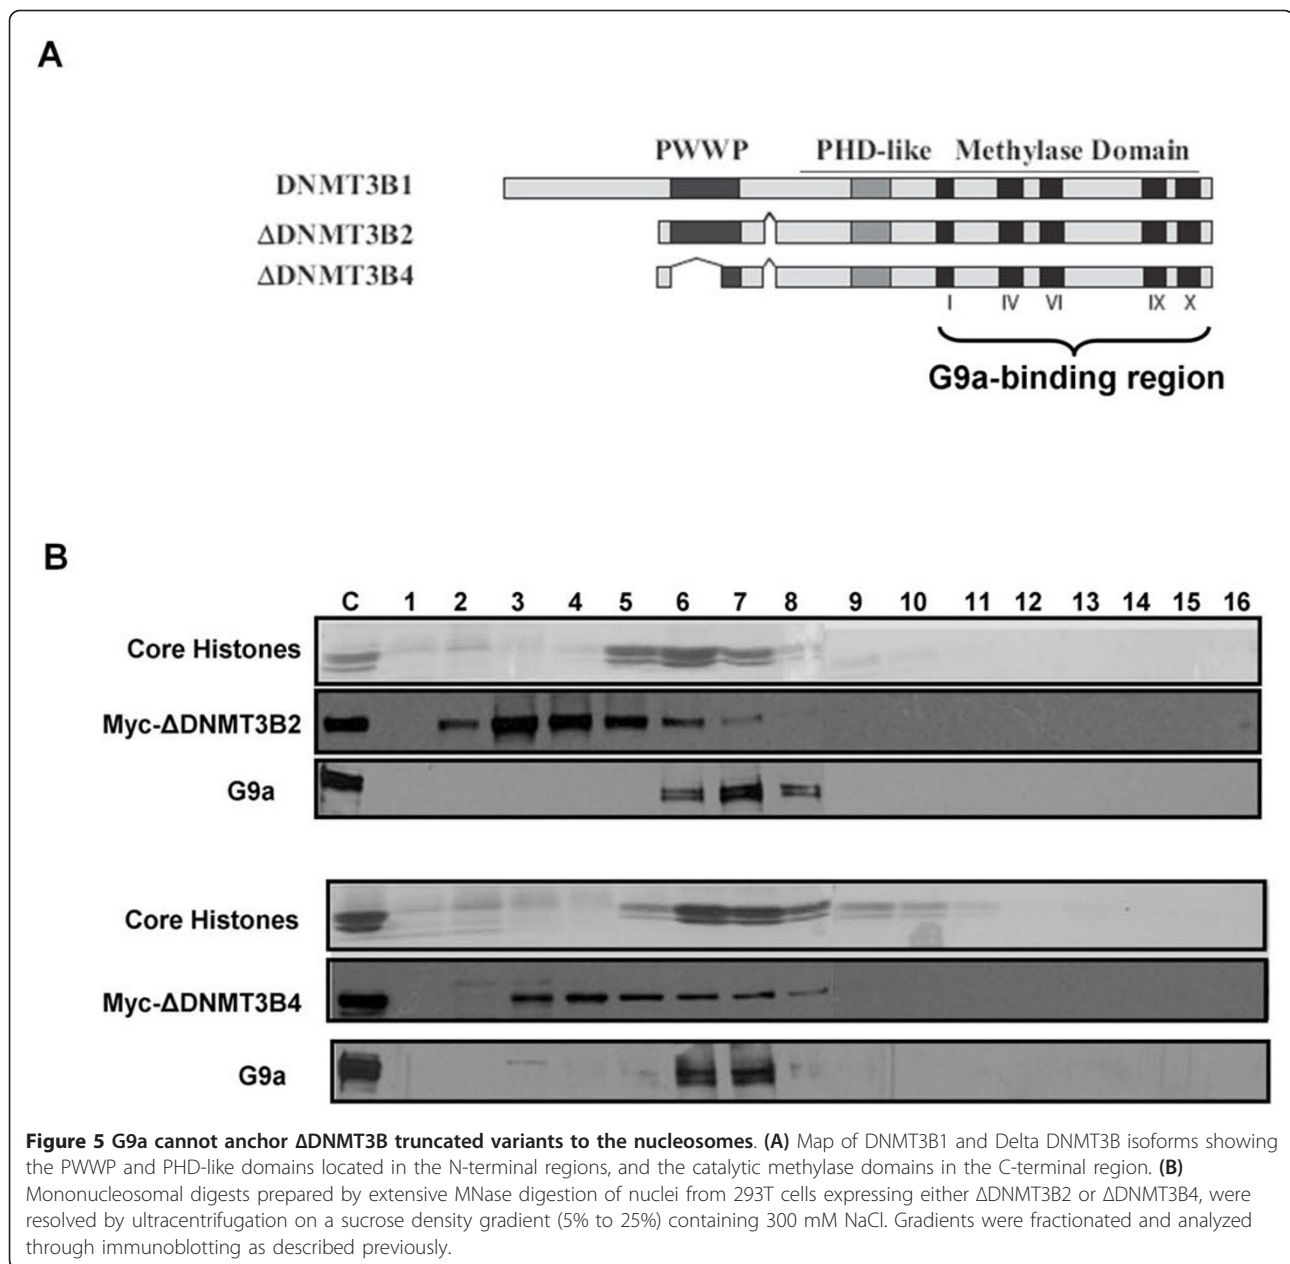 A
PWWP PHD-like Methylase Domain
DNMT3B1
ΔDNMT3B2
ΔDNMT3B4
I IV VI IX X
G9a-binding region
B
C 1 2 3 4 5 6 7 8 9 10 11 12 13 14 15 16
Core Histones
Myc-ΔDNMT3B2
G9a
Core Histones
Myc-ΔDNMT3B4
G9a
Figure 5 G9a cannot anchor ΔDNMT3B truncated variants to the nucleosomes. (A) Map of DNMT3B1 and Delta DNMT3B isoforms showing
the PWWP and PHD-like domains located in the N-terminal regions, and the catalytic methylase domains in the C-terminal region. (B)
Mononucleosomal digests prepared by extensive MNase digestion of nuclei from 293T cells expressing either ΔDNMT3B2 or ΔDNMT3B4, were
resolved by ultracentrifugation on a sucrose density gradient (5% to 25%) containing 300 mM NaCl. Gradients were fractionated and analyzed
through immunoblotting as described previously.